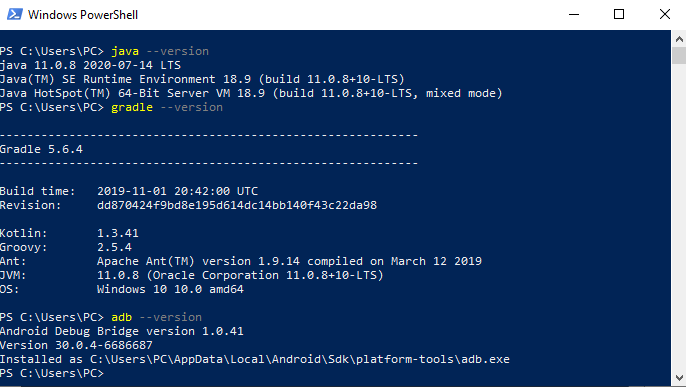 Windows PowerShell
PS C:\Users\PC> java --version
java 11.0.8 2020-07-14 LTS
Java(TM) SE Runtime Environment 18.9 (build 11.0.8+10-LTS)
Java HotSpot(TM) 64-Bit Server VM 18.9 (build 11.0.8+10-LTS, mixed mode)
PS C:\Users\PC> gradle --version
------------------------------------------------------------
Gradle 5.6.4
------------------------------------------------------------
Build time:   2019-11-01 20:42:00 UTC
Revision:     dd870424f9bd8e195d614dc14bb140f43c22da98
Kotlin:       1.3.41
Groovy:       2.5.4
Ant:          Apache Ant(TM) version 1.9.14 compiled on March 12 2019
JVM:          11.0.8 (Oracle Corporation 11.0.8+10-LTS)
OS:           Windows 10 10.0 amd64
PS C:\Users\PC> adb --version
Android Debug Bridge version 1.0.41
Version 30.0.4-6686687
Installed as C:\Users\PC\AppData\Local\Android\Sdk\platform-tools\adb.exe
PS C:\Users\PC>